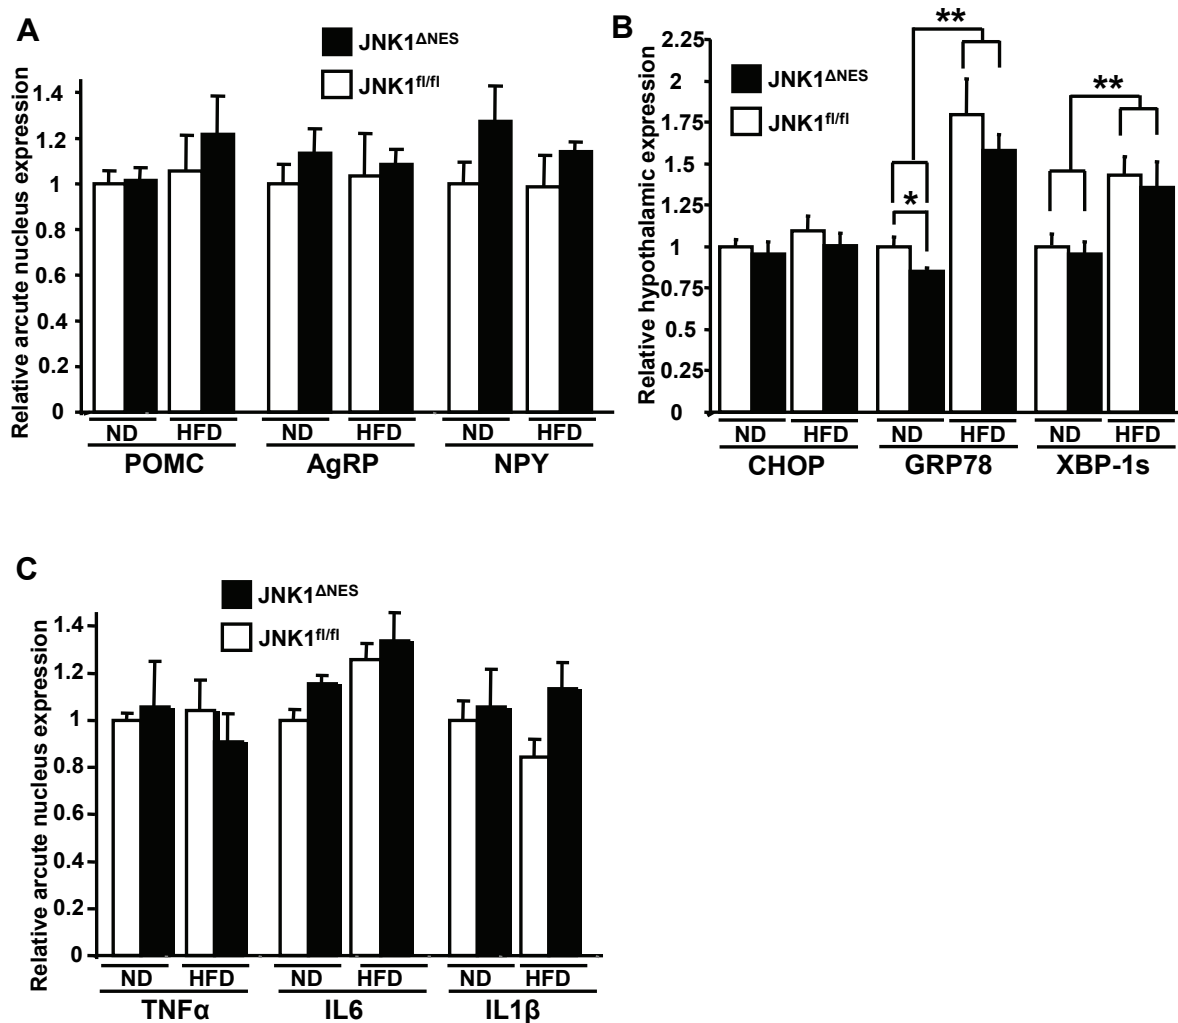 A
JNK1ΔNES
JNK1fl/fl
Relative arcute nucleus expression
1.4
1.2
1
0.8
0.6
0.4
0.2
0
ND HFD ND HFD ND HFD
POMC AgRP NPY
B
JNK1ΔNES
JNK1fl/fl
Relative hypothalamic expression
2.25
2
1.75
1.5
1.25
1
0.75
0.5
0.25
0
**
*
**
ND HFD ND HFD ND HFD
CHOP GRP78 XBP-1s
C
JNK1ΔNES
JNK1fl/fl
Relative arcute nucleus expression
1.4
1.2
1
0.8
0.6
0.4
0.2
0
ND HFD ND HFD ND HFD
TNFα IL6 IL1β